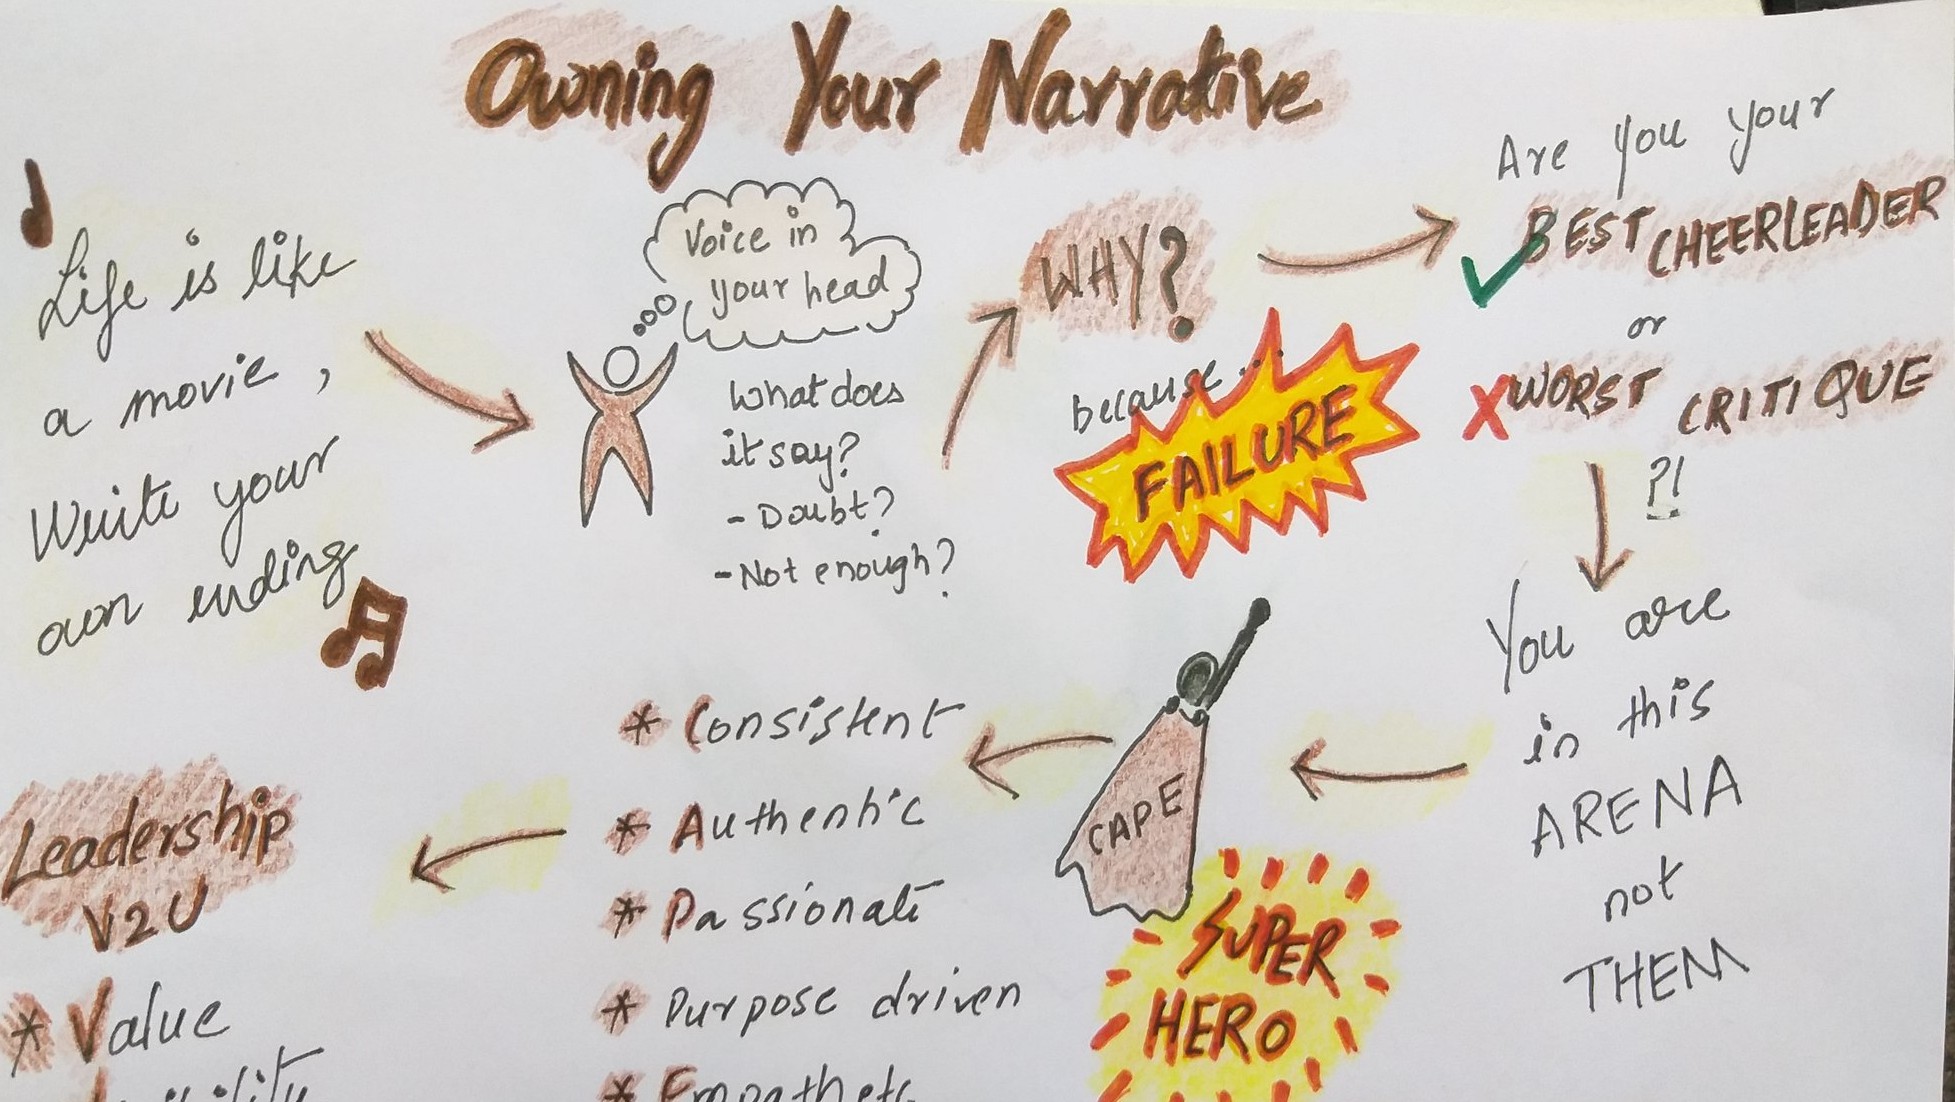 Owning Your Narrative
Life is like
a movie,
Write your
own ending
Voice in
your head
What does
it say?
- Doubt?
- Not enough?
WHY?
because...
FAILURE
Are you your
BEST CHEERLEADER
or
WORST CRITIQUE
?!
You are
in this
ARENA
not
THEM
CAPE
SUPER
HERO
* Consistent
* Authentic
* Passionate
* Purpose driven
Leadership
V2U
* Value